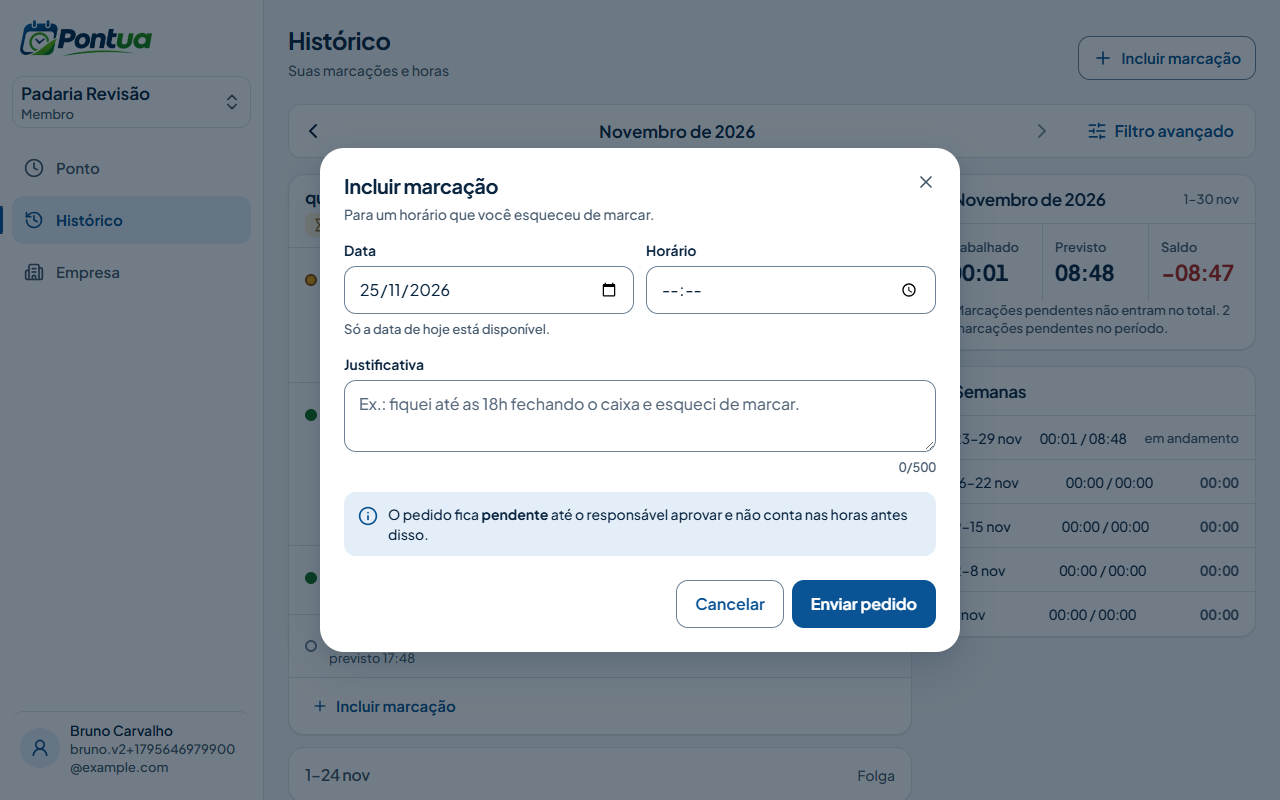 Pontua
Padaria Revisão
Membro
Ponto
Histórico
Empresa
Bruno Carvalho
bruno.v2+1795646979900
@example.com
Histórico
Suas marcações e horas
Incluir marcação
Novembro de 2026
Filtro avançado
Incluir marcação
Para um horário que você esqueceu de marcar.
Data
Horário
25/11/2026
--:--
Só a data de hoje está disponível.
Justificativa
Ex.: fiquei até as 18h fechando o caixa e esqueci de marcar.
0/500
O pedido fica pendente até o responsável aprovar e não conta nas horas antes
disso.
Cancelar
Enviar pedido
previsto 17:48
Incluir marcação
1–24 nov
Folga
Novembro de 2026
1–30 nov
Previsto
Saldo
08:48
−08:47
pendentes não entram no total. 2
pendentes no período.
Semanas
nov
00:01 / 08:48
em andamento
nov
00:00 / 00:00
00:00
nov
00:00 / 00:00
00:00
nov
00:00 / 00:00
00:00
nov
00:00 / 00:00
00:00